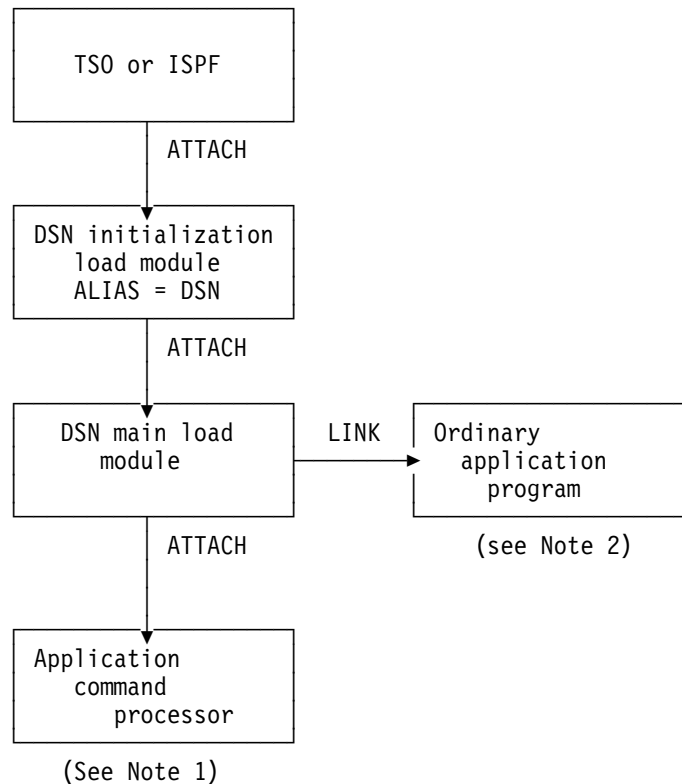 TSO or ISPF
ATTACH
DSN initialization
load module
ALIAS = DSN
ATTACH
DSN main load
module
LINK
Ordinary
application
program
(see Note 2)
ATTACH
Application
command
processor
(See Note 1)